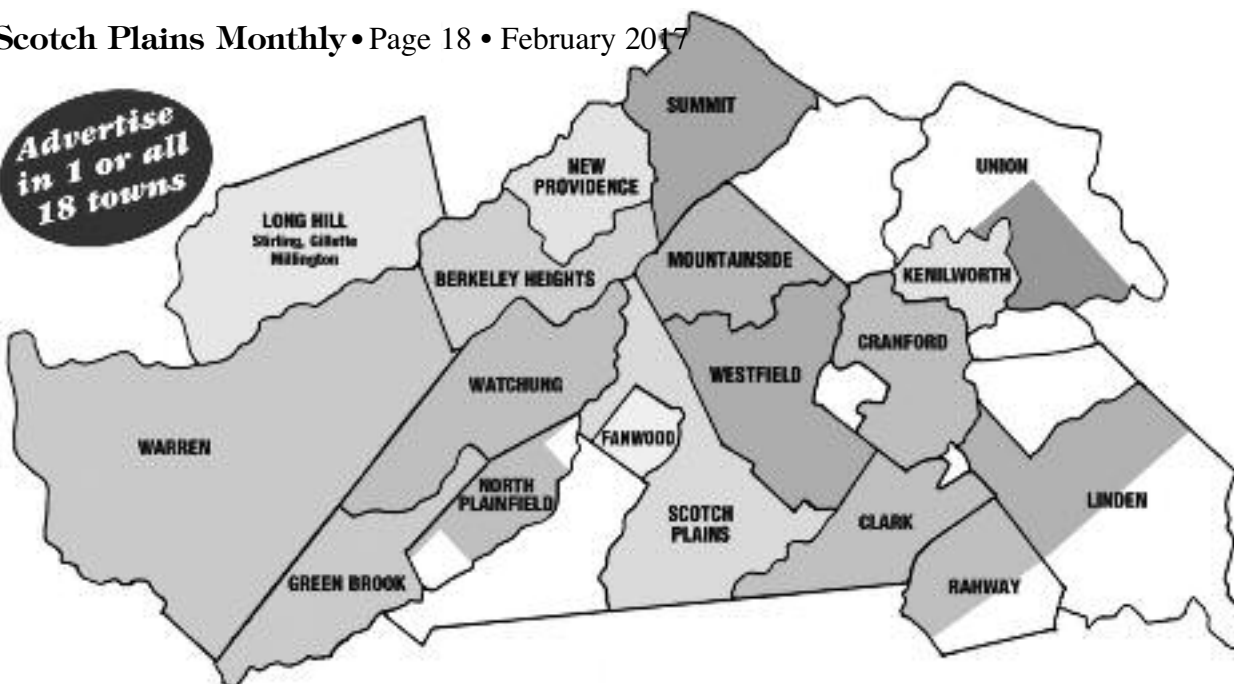 Scotch Plains Monthly • Page 18 • February 2017
Advertise
in 1 or all
18 towns
SUMMIT
NEW
PROVIDENCE
UNION
LONG HILL
Stirling, Gillette
Millington
BERKELEY HEIGHTS
MOUNTAINSIDE
KENILWORTH
CRANFORD
WATCHUNG
WESTFIELD
WARREN
FANWOOD
NORTH
PLAINFIELD
SCOTCH
PLAINS
CLARK
LINDEN
GREEN BROOK
RAHWAY